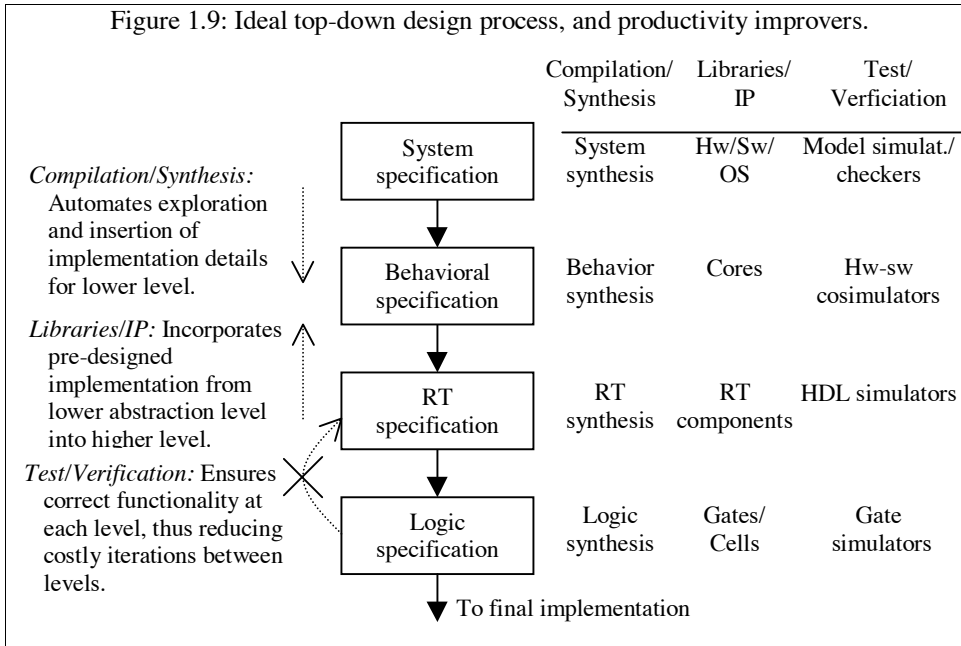 Figure 1.9: Ideal top-down design process, and productivity improvers.
Compilation/
Synthesis
Libraries/
IP
Test/
Verficiation
Compilation/Synthesis:
Automates exploration
and insertion of
implementation details
for lower level.
Libraries/IP: Incorporates
pre-designed
implementation from
lower abstraction level
into higher level.
Test/Verification: Ensures
correct functionality at
each level, thus reducing
costly iterations between
levels.
System
specification
System
synthesis
Hw/Sw/
OS
Model simulat./
checkers
Behavioral
specification
Behavior
synthesis
Cores
Hw-sw
cosimulators
RT
specification
RT
synthesis
RT
components
HDL simulators
Logic
specification
Logic
synthesis
Gates/
Cells
Gate
simulators
To final implementation